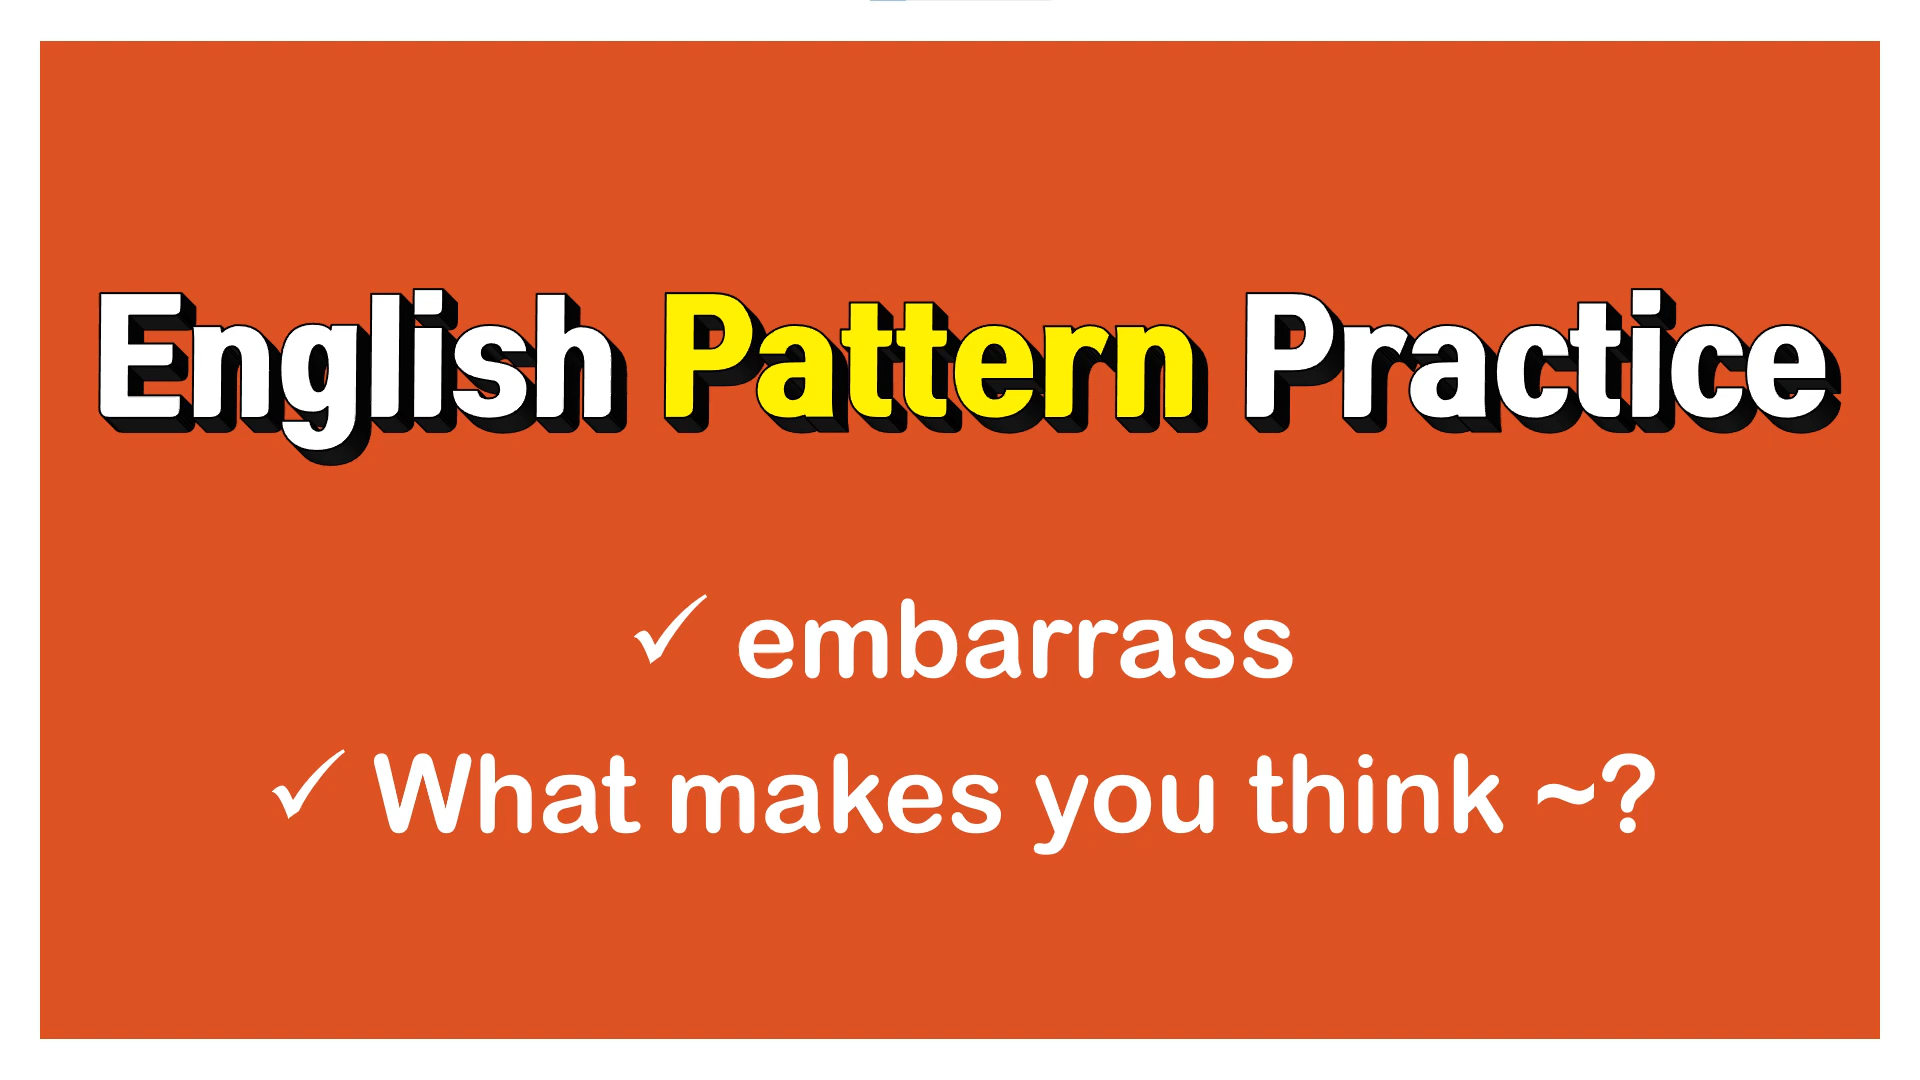 English Pattern Practice
✓ embarrass
✓ What makes you think ~?